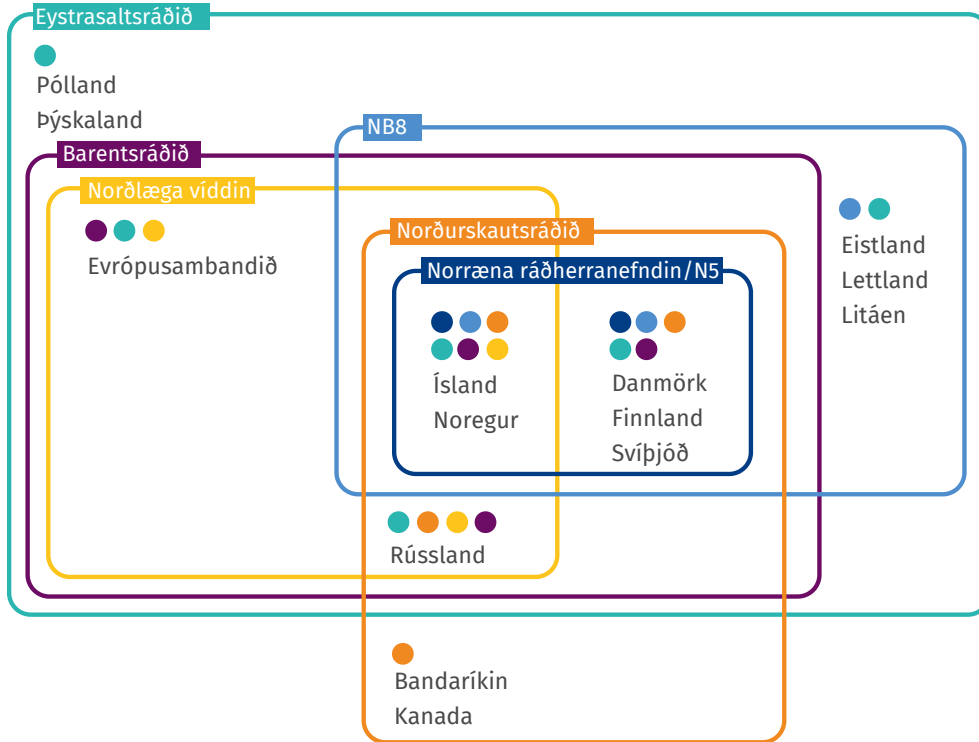 Eystrasaltsráðið
Pólland
Þýskaland
NB8
Barentsráðið
Norðlæga víddin
Evrópusambandið
Norðurskautsráðið
Norræna ráðherranefndin/N5
Ísland
Noregur
Danmörk
Finnland
Svíþjóð
Eistland
Lettland
Litáen
Rússland
Bandaríkin
Kanada